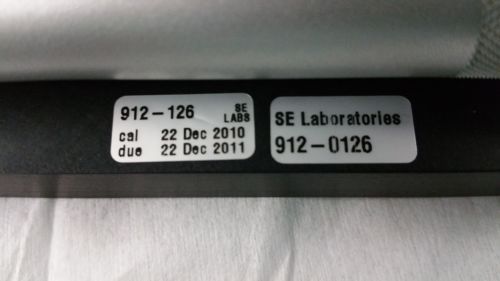 912-126 SE LABS
cal 22 Dec 2010
due 22 Dec 2011
SE Laboratories
912-0126